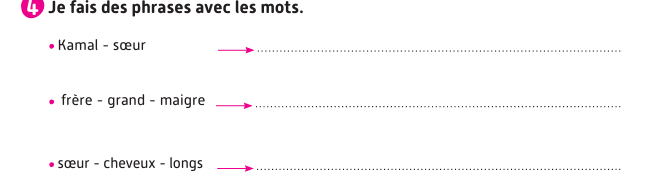 4 Je fais des phrases avec les mots.
• Kamal - sœur ..........................................................................................
• frère - grand - maigre ..........................................................................................
• sœur - cheveux - longs ..........................................................................................